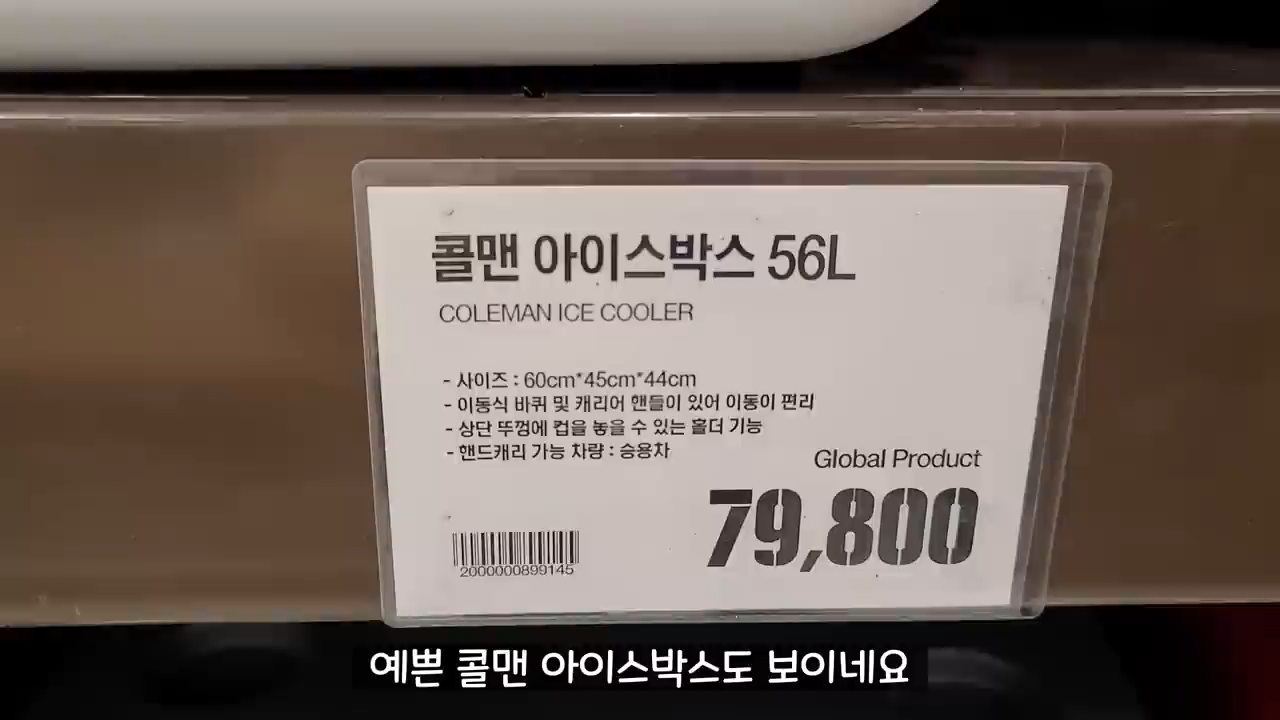 콜맨 아이스박스 56L
COLEMAN ICE COOLER
- 사이즈 : 60cm*45cm*44cm
- 이동식 바퀴 및 캐리어 핸들이 있어 이동이 편리
- 상단 뚜껑에 컵을 놓을 수 있는 홀더 기능
- 핸드캐리 가능 차량 : 승용차
Global Product
79,800
2000000899145
예쁜 콜맨 아이스박스도 보이네요